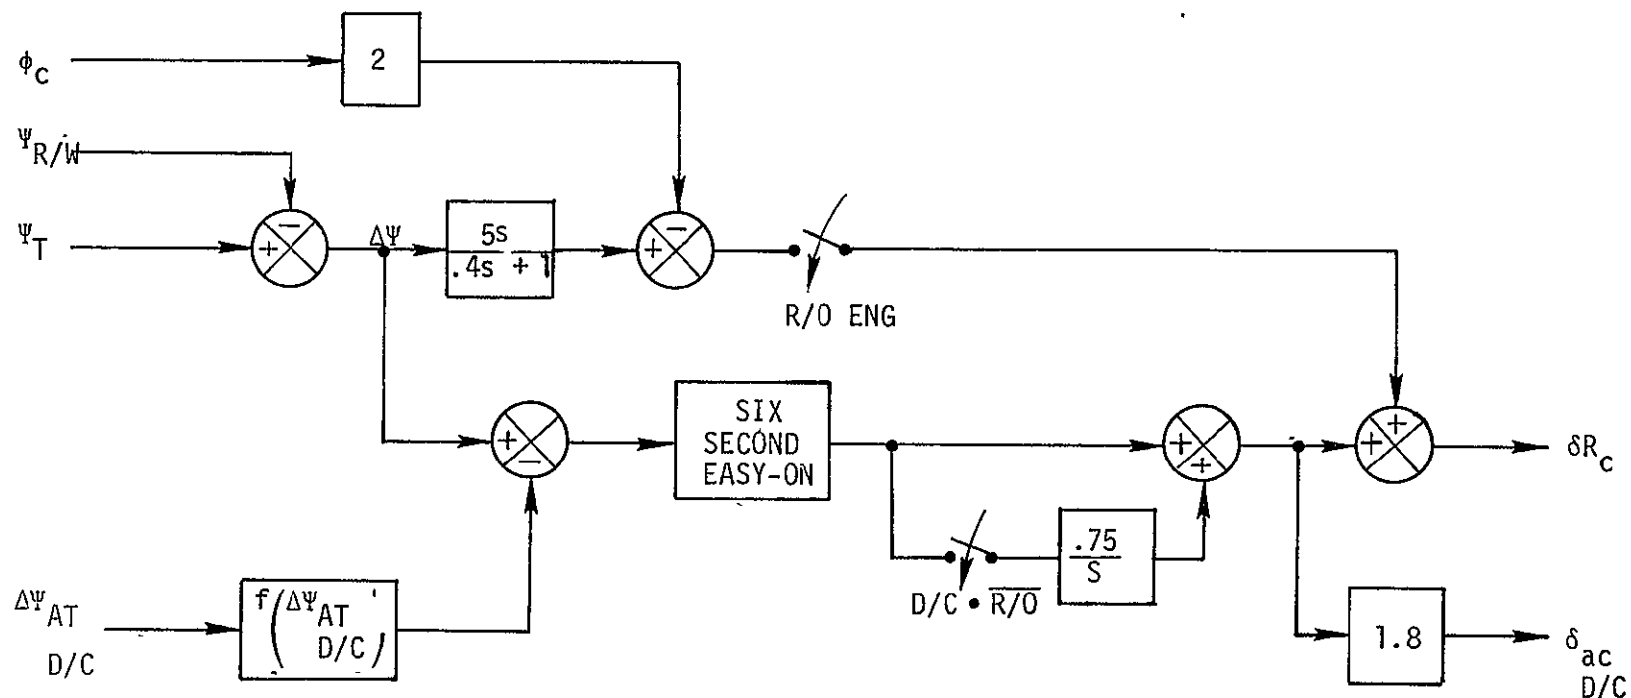 ϕc
2
ΨR/W
−
ΨT
+
ΔΨ
5s
.4s + 1
−
+
R/O ENG
+
−
SIX
SECOND
EASY-ON
+
+
+
+
δRc
.75
S
D/C • R̅/̅O̅
ΔΨAT
D/C
f(ΔΨAT
D/C)
1.8
δac
D/C